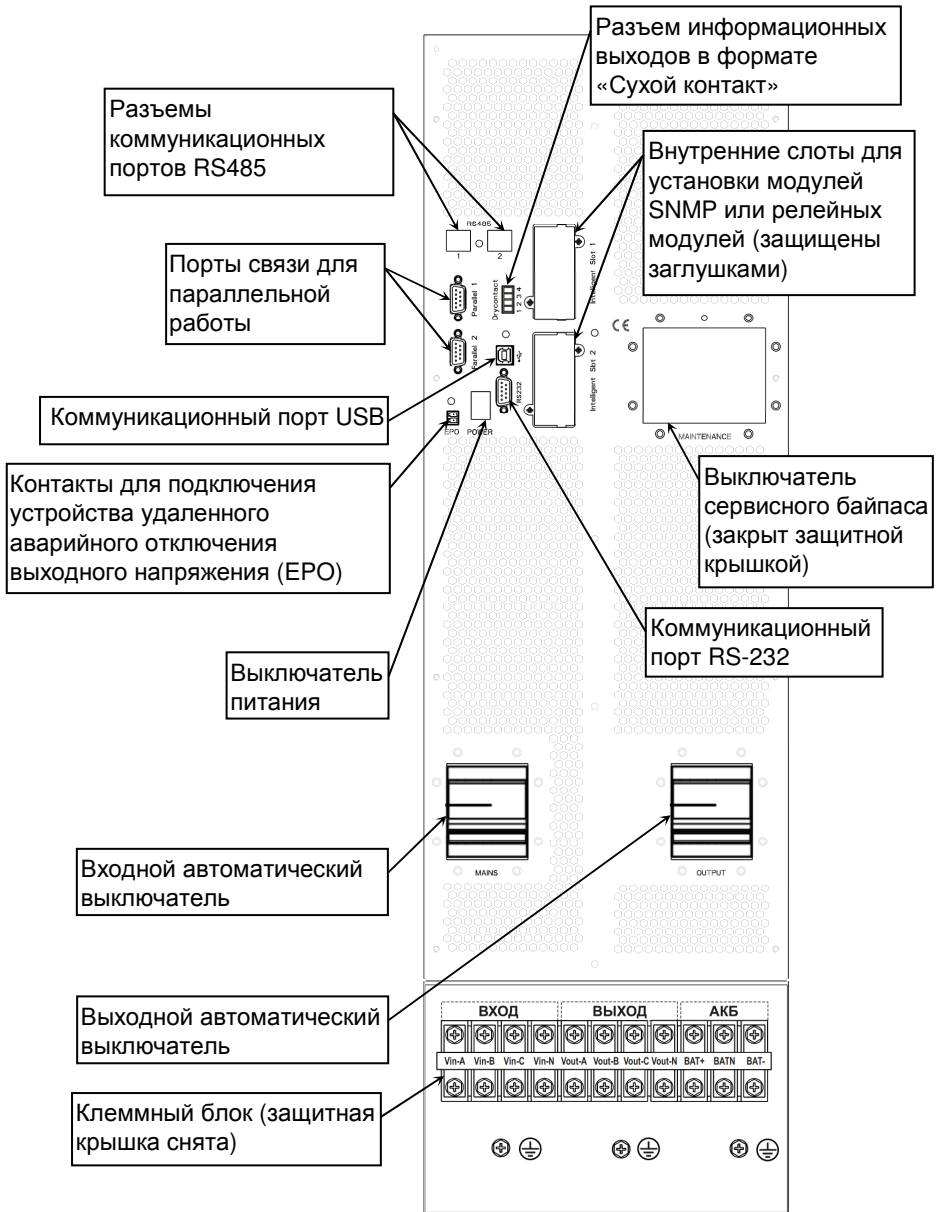 Разъем информационных
выходов в формате
«Сухой контакт»
Разъемы
коммуникационных
портов RS485
Внутренние слоты для
установки модулей
SNMP или релейных
модулей (защищены
заглушками)
RS485
1
2
Порты связи для
параллельной
работы
Parallel 1
Drycontact
1 2 3 4
Intelligent Slot 1
Parallel 2
CE
Коммуникационный порт USB
RS232
Intelligent Slot 2
EPO
POWER
MAINTENANCE
Контакты для подключения
устройства удаленного
аварийного отключения
выходного напряжения (EPO)
Выключатель
сервисного байпаса
(закрыт защитной
крышкой)
Коммуникационный
порт RS-232
Выключатель
питания
Входной автоматический
выключатель
MAINS
OUTPUT
Выходной автоматический
выключатель
ВХОД ВЫХОД АКБ
Vin-A Vin-B Vin-C Vin-N Vout-A Vout-B Vout-C Vout-N BAT+ BATN BAT-
Клеммный блок (защитная
крышка снята)